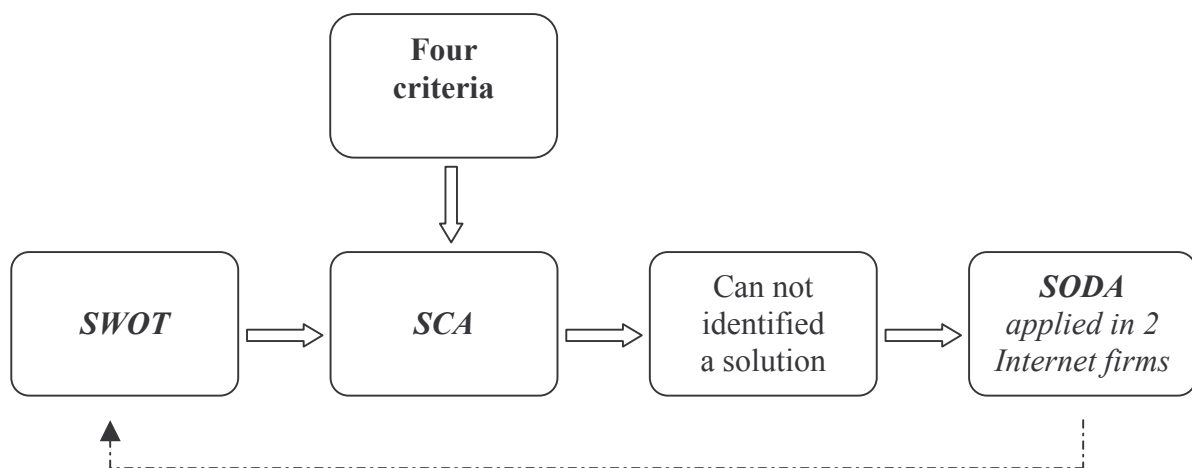 Four
criteria
SWOT
SCA
Can not
identified
a solution
SODA
applied in 2
Internet firms